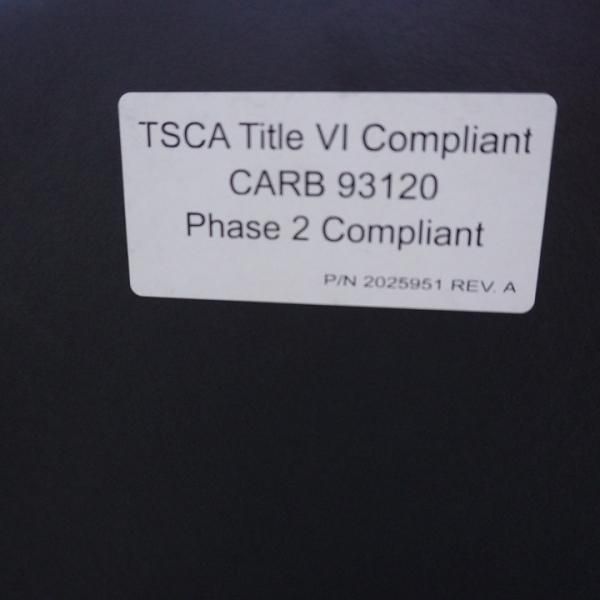 TSCA Title VI Compliant
CARB 93120
Phase 2 Compliant
P/N 2025951 REV. A